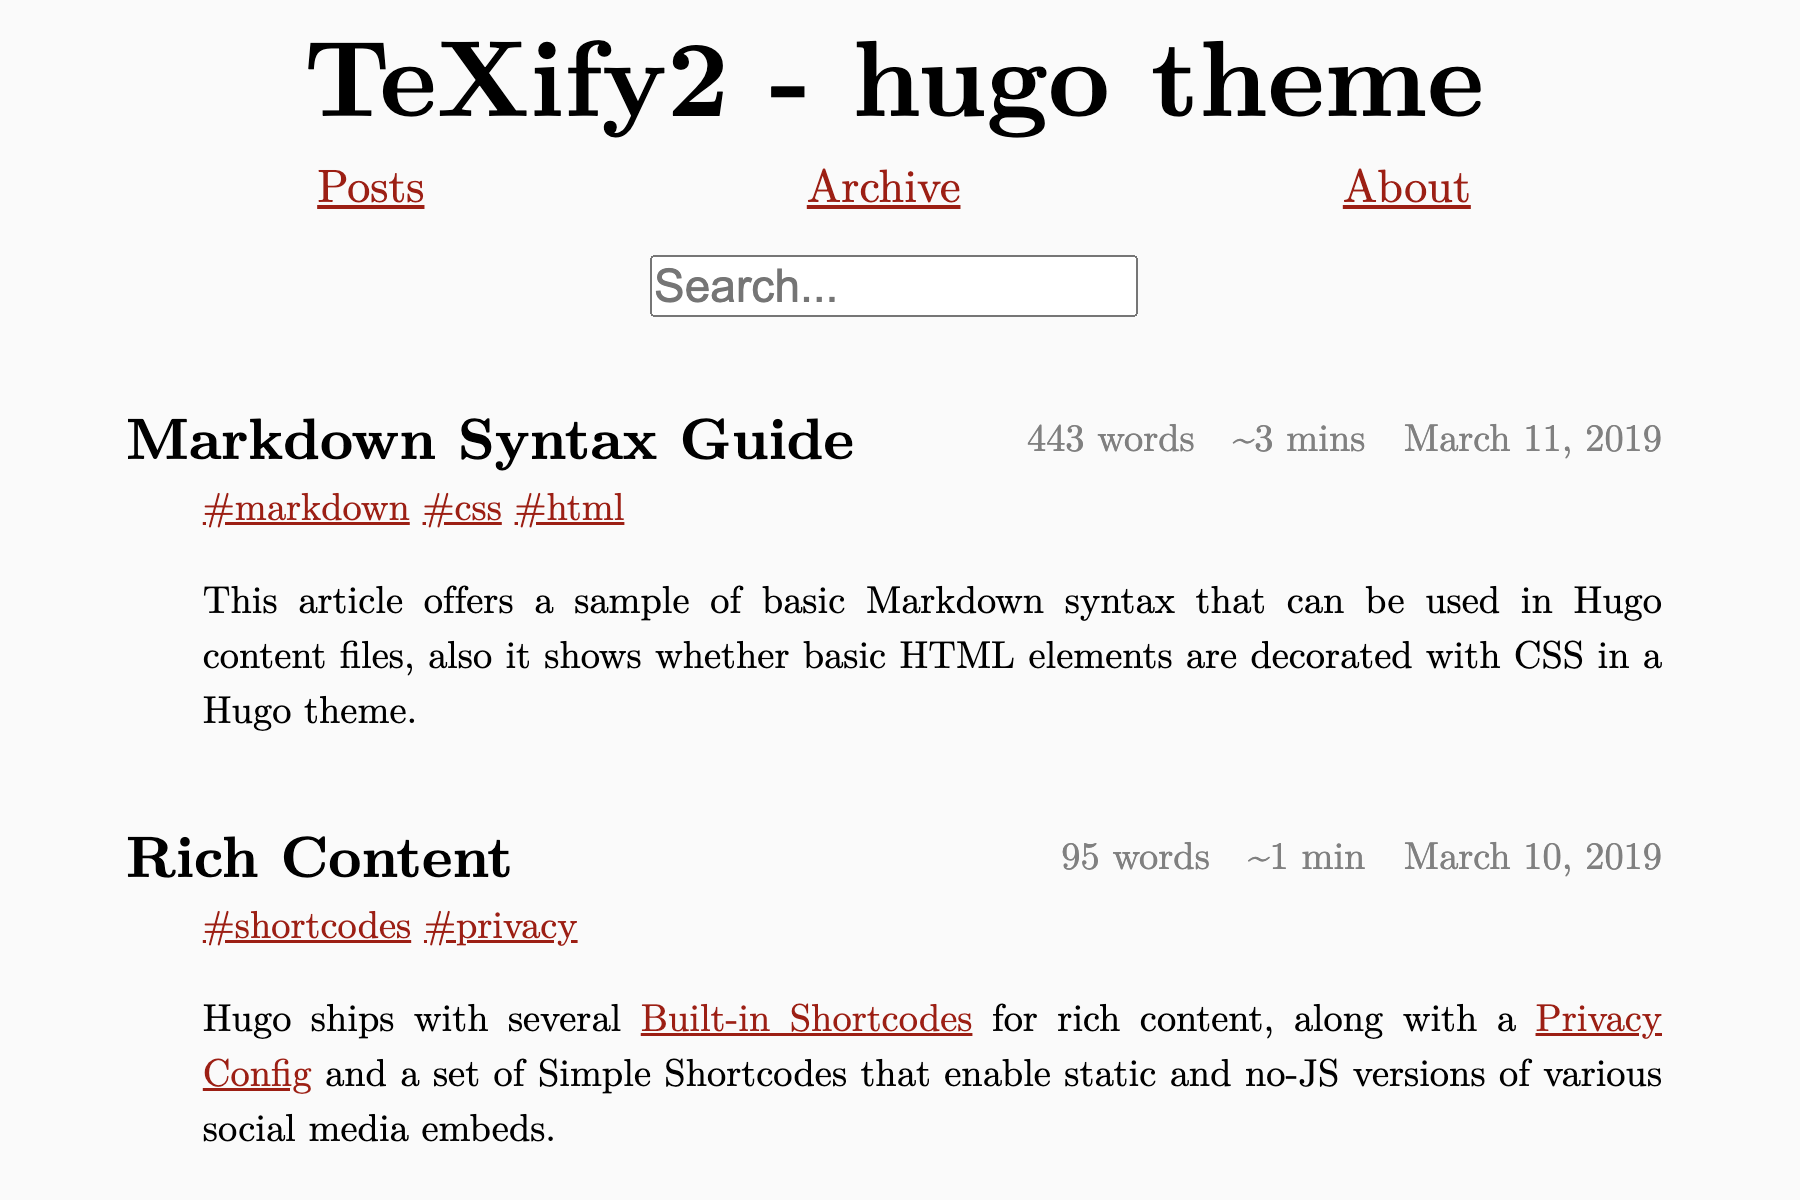 TeXify2 - hugo theme
Posts Archive About
Search...
Markdown Syntax Guide 443 words ~3 mins March 11, 2019
#markdown #css #html
This article offers a sample of basic Markdown syntax that can be used in Hugo
content files, also it shows whether basic HTML elements are decorated with CSS in a
Hugo theme.
Rich Content 95 words ~1 min March 10, 2019
#shortcodes #privacy
Hugo ships with several Built-in Shortcodes for rich content, along with a Privacy
Config and a set of Simple Shortcodes that enable static and no-JS versions of various
social media embeds.